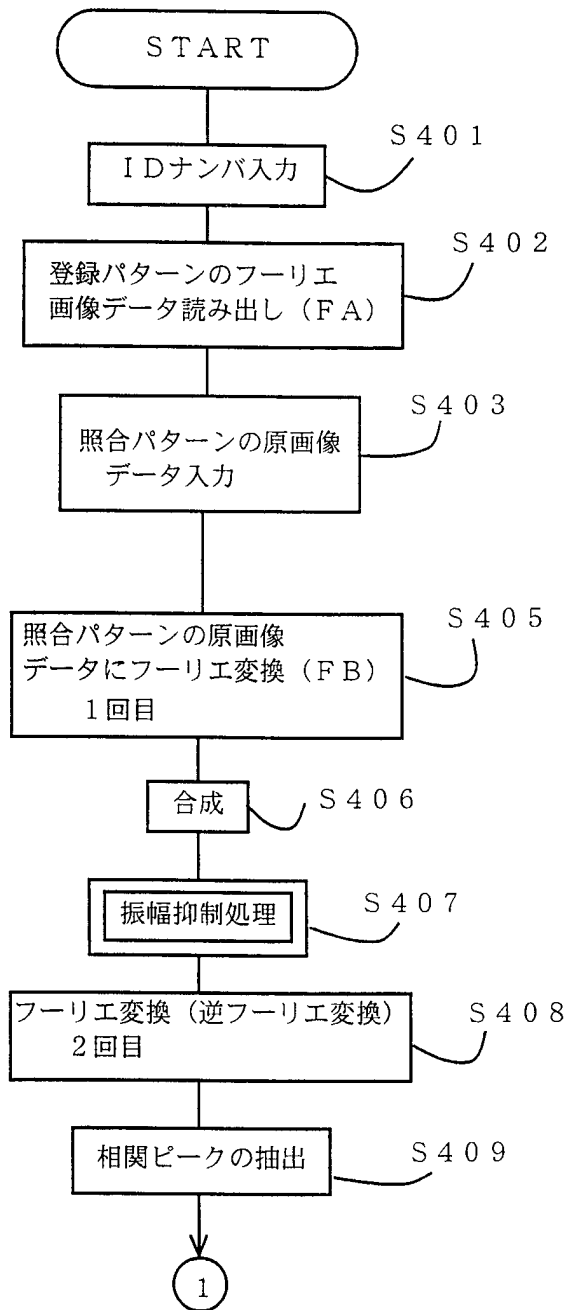 ＳＴＡＲＴ
Ｓ４０１
ＩＤナンバ入力
Ｓ４０２
登録パターンのフーリエ
画像データ読み出し（ＦＡ）
Ｓ４０３
照合パターンの原画像
データ入力
Ｓ４０５
照合パターンの原画像
データにフーリエ変換（ＦＢ）
１回目
合成
Ｓ４０６
振幅抑制処理
Ｓ４０７
フーリエ変換（逆フーリエ変換）
２回目
Ｓ４０８
相関ピークの抽出
Ｓ４０９
１